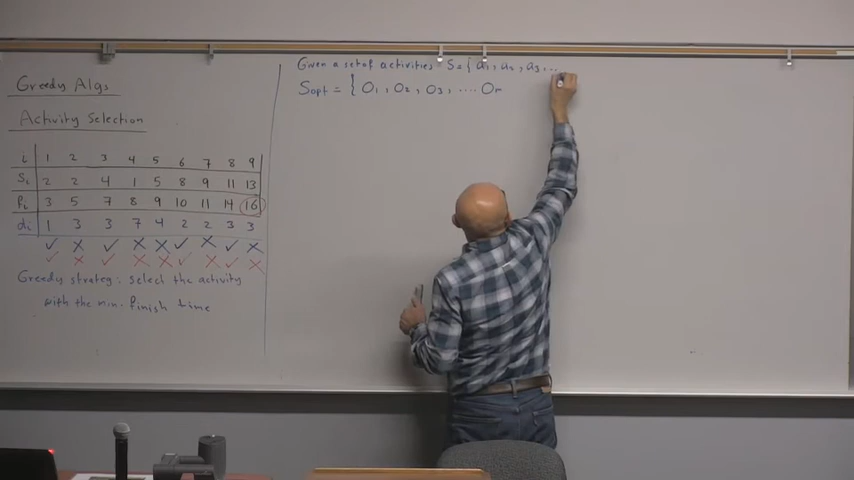 Greedy Algs
Activity Selection
i 1 2 3 4 5 6 7 8 9
Si 2 2 4 1 5 8 9 11 13
fi 3 5 7 8 9 10 11 14 16
di 1 3 3 7 4 2 2 3 3
✓ ✗ ✓ ✗ ✗ ✓ ✗ ✓ ✗
✓ ✗ ✓ ✗ ✗ ✓ ✗ ✓ ✗
Greedy strategy: select the activity
with the min. finish time
Given a set of activities S = { a1, a2, a3, ...
Sopt = { O1, O2, O3, .... Om